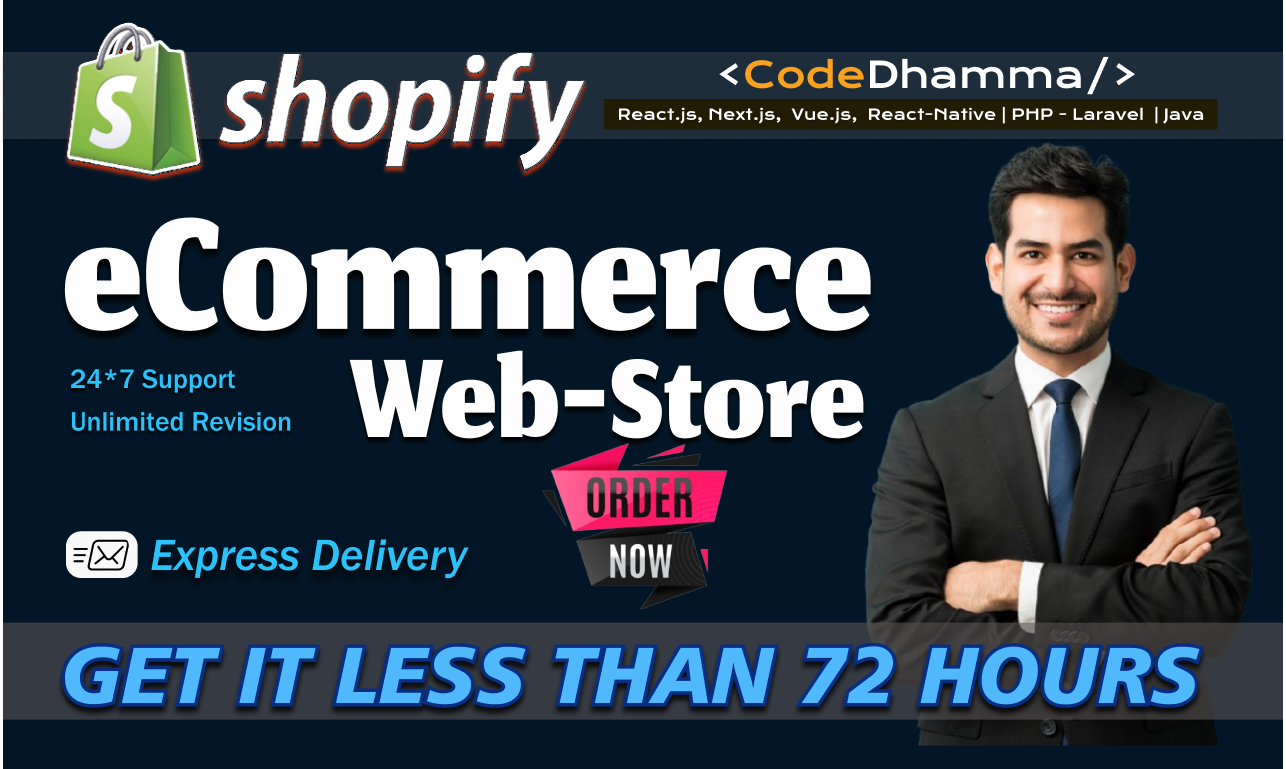 S
shopify
<CodeDhamma/>
React.js, Next.js, Vue.js, React-Native | PHP - Laravel | Java
eCommerce
Web-Store
24*7 Support
Unlimited Revision
ORDER
NOW
Express Delivery
GET IT LESS THAN 72 HOURS